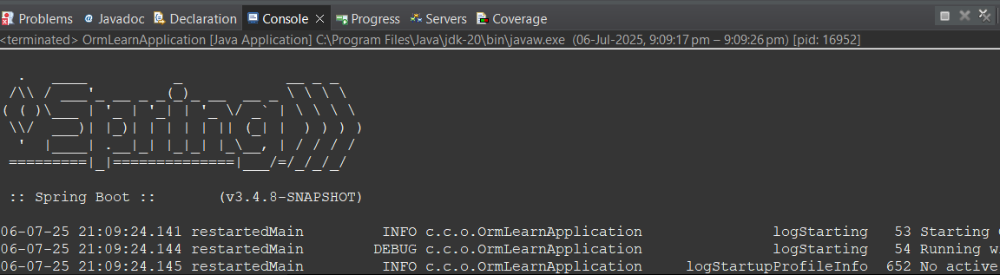 Problems @ Javadoc Declaration Console × Progress Servers Coverage
<terminated> OrmLearnApplication [Java Application] C:\Program Files\Java\jdk-20\bin\javaw.exe (06-Jul-2025, 9:09:17 pm – 9:09:26 pm) [pid: 16952]
  .   ____          _            __ _ _
 /\\ / ___'_ __ _ _(_)_ __  __ _ \ \ \ \
( ( )\___ | '_ | '_| | '_ \/ _` | \ \ \ \
 \\/  ___)| |_)| | | | | || (_| |  ) ) ) )
  '  |____| .__|_| |_|_| |_\__, | / / / /
 =========|_|==============|___/=/_/_/_/
 :: Spring Boot ::        (v3.4.8-SNAPSHOT)
06-07-25 21:09:24.141 restartedMain         INFO c.c.o.OrmLearnApplication               logStarting   53 Starting
06-07-25 21:09:24.144 restartedMain        DEBUG c.c.o.OrmLearnApplication               logStarting   54 Running
06-07-25 21:09:24.145 restartedMain         INFO c.c.o.OrmLearnApplication     logStartupProfileInfo  652 No active